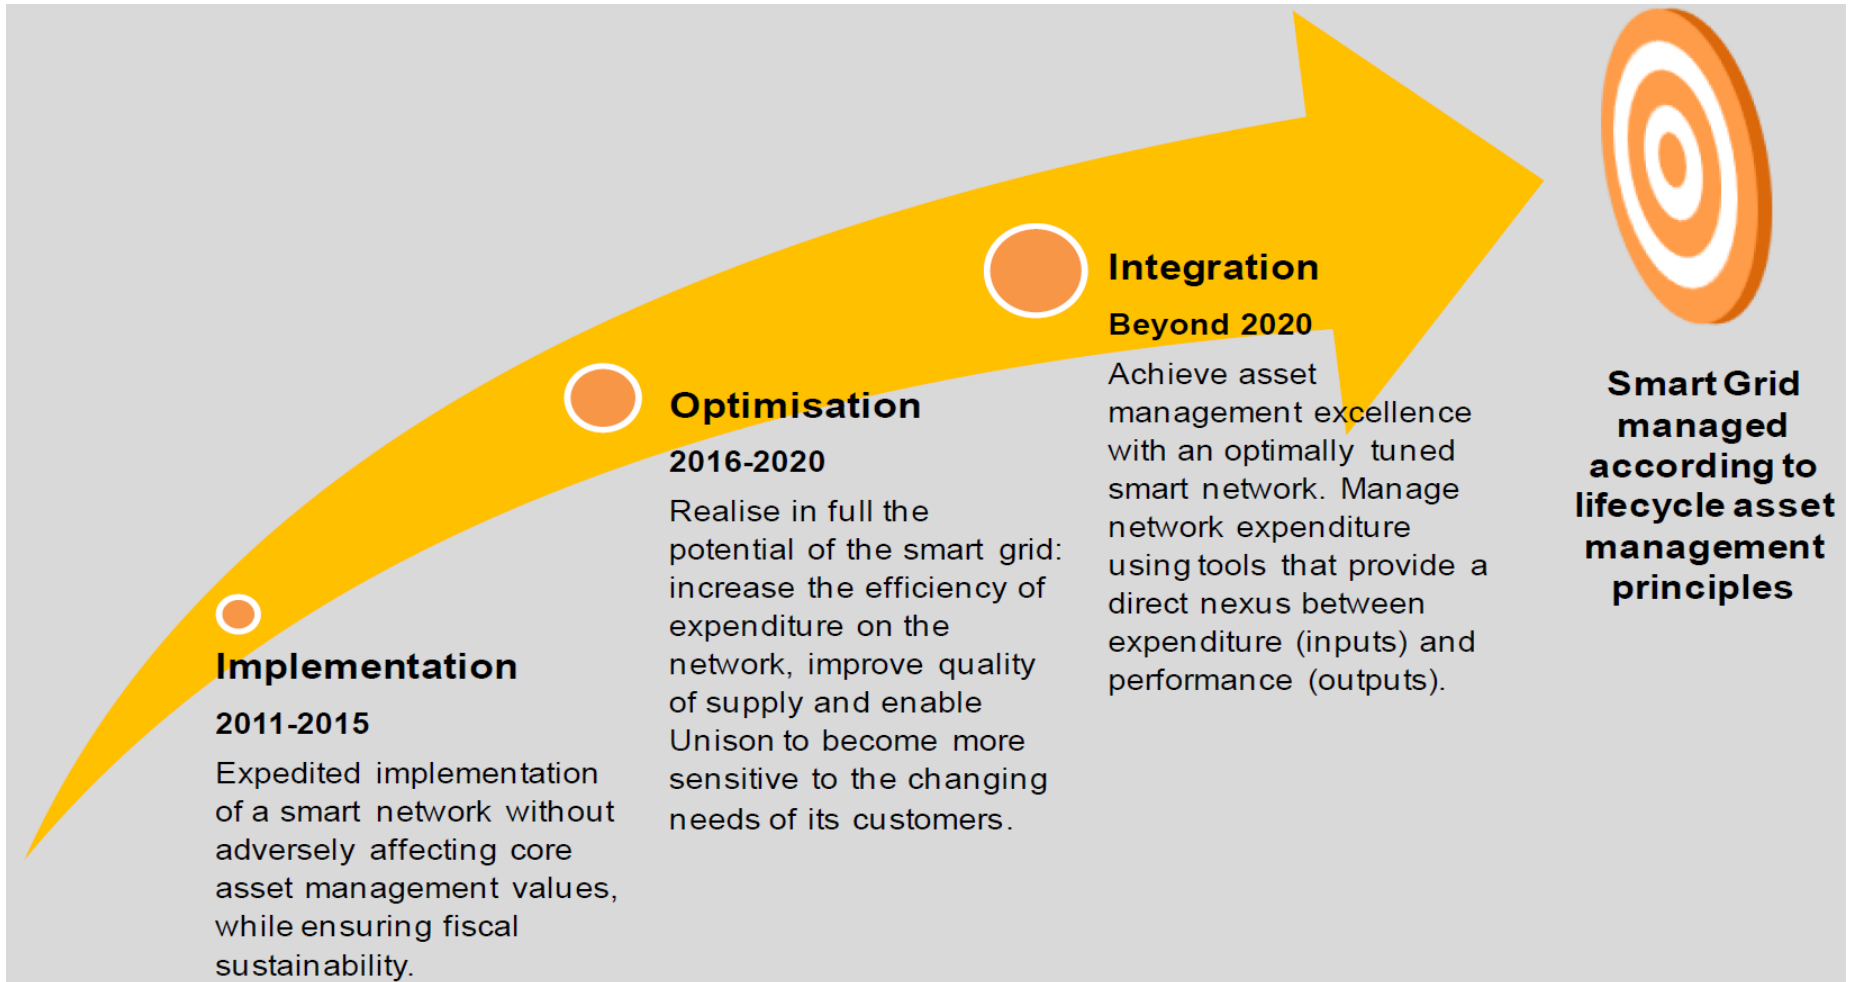 Implementation
2011-2015
Expedited implementation
of a smart network without
adversely affecting core
asset management values,
while ensuring fiscal
sustainability.
Optimisation
2016-2020
Realise in full the
potential of the smart grid:
increase the efficiency of
expenditure on the
network, improve quality
of supply and enable
Unison to become more
sensitive to the changing
needs of its customers.
Integration
Beyond 2020
Achieve asset
management excellence
with an optimally tuned
smart network. Manage
network expenditure
using tools that provide a
direct nexus between
expenditure (inputs) and
performance (outputs).
Smart Grid
managed
according to
lifecycle asset
management
principles